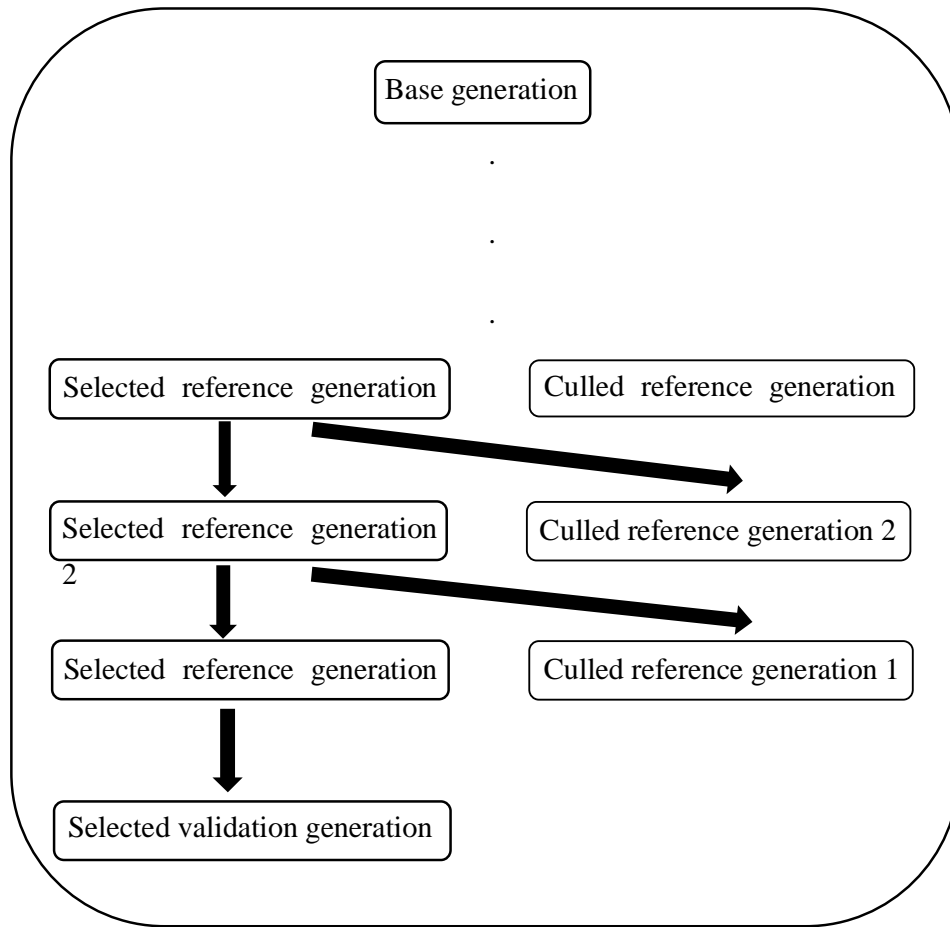 Base generation
.
.
.
Selected reference generation
Culled reference generation
Selected reference generation
2
Culled reference generation 2
Selected reference generation
Culled reference generation 1
Selected validation generation